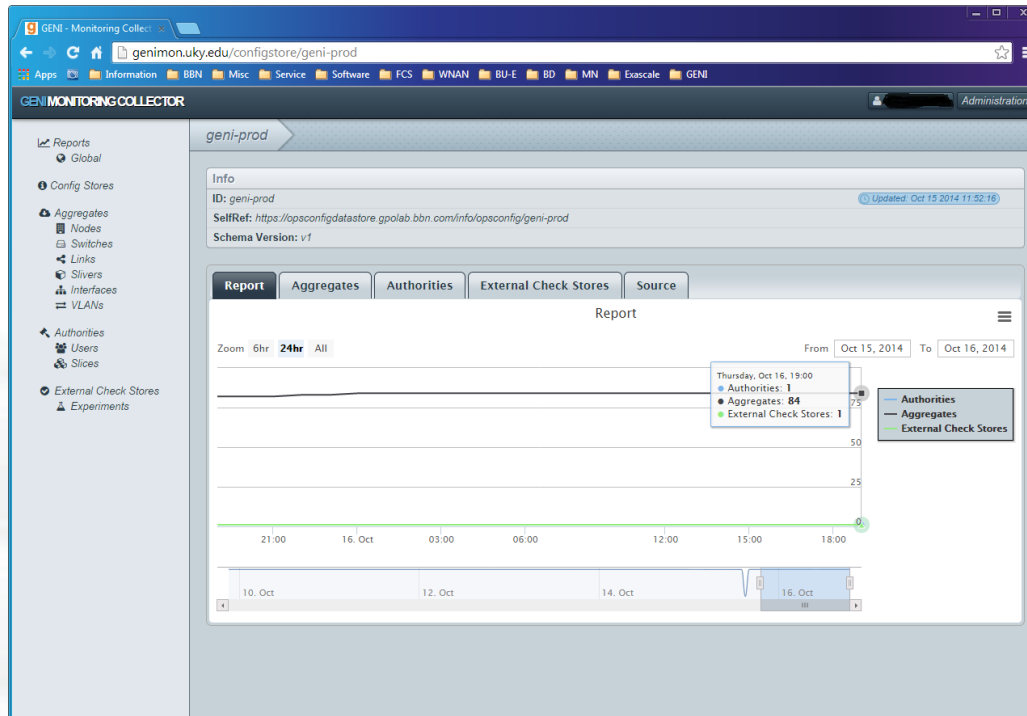 GENI - Monitoring Collect
genimon.uky.edu/configstore/geni-prod
Apps Information BBN Misc Service Software FCS WNAN BU-E BD MN Exascale GENI
GENI MONITORING COLLECTOR
Administration
Reports
Global
Config Stores
Aggregates
Nodes
Switches
Links
Slivers
Interfaces
VLANs
Authorities
Users
Slices
External Check Stores
Experiments
geni-prod
Info
ID: geni-prod
Updated: Oct 15 2014 11:52:16
SelfRef: https://opsconfigdatastore.gpolab.bbn.com/info/opsconfig/geni-prod
Schema Version: v1
Report Aggregates Authorities External Check Stores Source
Report
Zoom 6hr 24hr All
From Oct 15, 2014 To Oct 16, 2014
Thursday, Oct 16, 19:00
Authorities: 1
Aggregates: 84
External Check Stores: 1
75
50
25
0
Authorities
Aggregates
External Check Stores
21:00 16. Oct 03:00 06:00 12:00 15:00 18:00
10. Oct 12. Oct 14. Oct 16. Oct